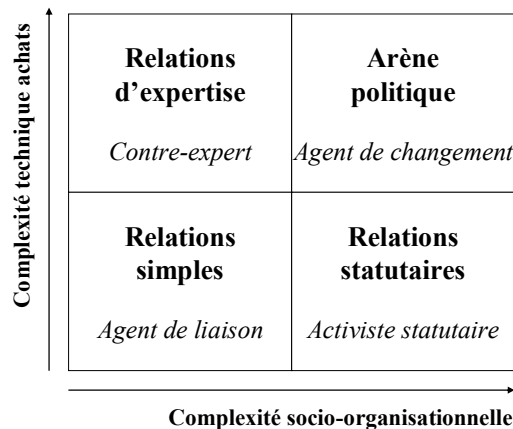 Complexité technique achats
Relations
d’expertise
Contre-expert
Arène
politique
Agent de changement
Relations
simples
Agent de liaison
Relations
statutaires
Activiste statutaire
Complexité socio-organisationnelle